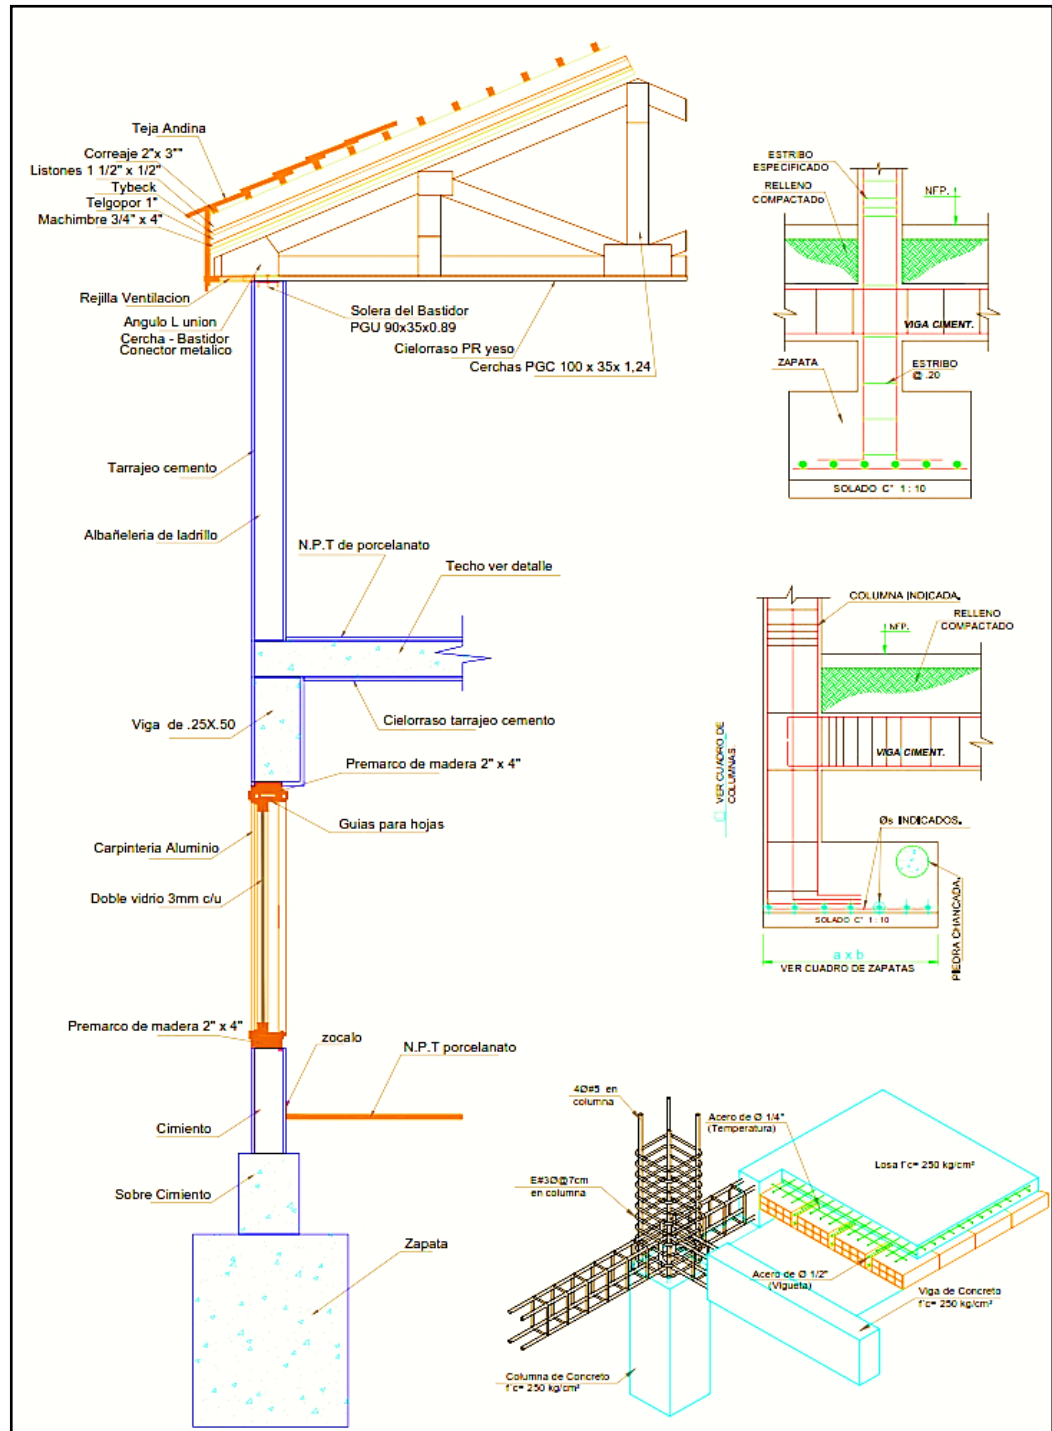 Teja Andina
Correaje 2"x 3""
Listones 1 1/2" x 1/2"
Tybeck
Telgopor 1"
Machimbre 3/4" x 4"
Rejilla Ventilacion
Angulo L union
Cercha - Bastidor
Conector metalico
Solera del Bastidor
PGU 90x35x0.89
Cielorraso PR yeso
Cerchas PGC 100 x 35x 1,24
Tarrajeo cemento
Albañeleria de ladrillo
N.P.T de porcelanato
Techo ver detalle
Viga de .25X.50
Cielorraso tarrajeo cemento
Premarco de madera 2" x 4"
Guias para hojas
Carpinteria Aluminio
Doble vidrio 3mm c/u
Premarco de madera 2" x 4"
zocalo
N.P.T porcelanato
Cimiento
Sobre Cimiento
Zapata
ESTRIBO
ESPECIFICADO
RELLENO
COMPACTADO
NFP.
VIGA CIMENT.
ZAPATA
ESTRIBO
@ .20
SOLADO C° 1 : 10
COLUMNA INDICADA.
RELLENO
COMPACTADO
NFP.
VIGA CIMENT.
VER CUADRO DE
COLUMNAS
Øs INDICADOS.
PIEDRA CHANCADA.
SOLADO C° 1 : 10
a x b
VER CUADRO DE ZAPATAS
4Ø#5 en
columna
E#3Ø@7cm
en columna
Acero de Ø 1/4"
(Temperatura)
Losa f'c= 250 kg/cm²
Acero de Ø 1/2"
(Vigueta)
Viga de Concreto
f'c= 250 kg/cm²
Columna de Concreto
f'c= 250 kg/cm²